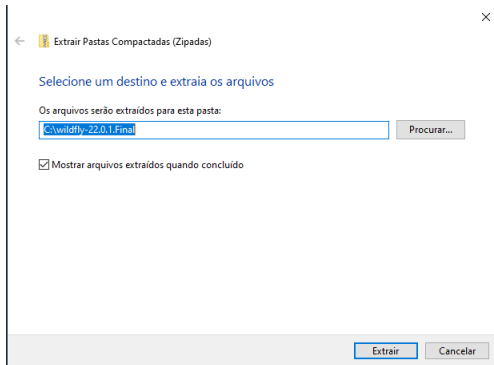 Extrair Pastas Compactadas (Zipadas)
Selecione um destino e extraia os arquivos
Os arquivos serão extraídos para esta pasta:
C:\wildfly-22.0.1.Final
Procurar...
Mostrar arquivos extraídos quando concluído
Extrair
Cancelar